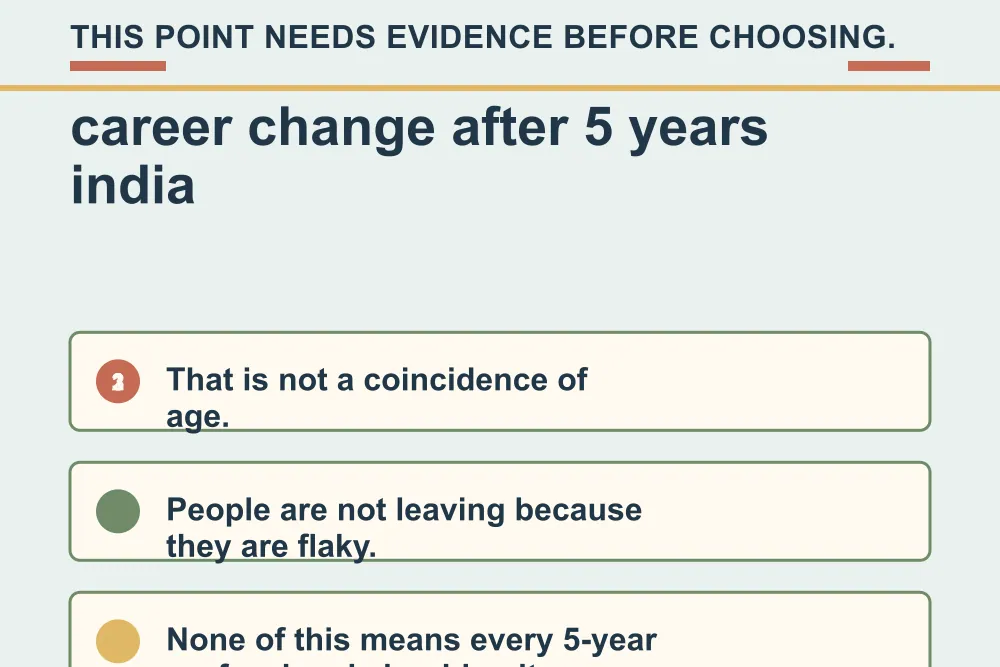 THIS POINT NEEDS EVIDENCE BEFORE CHOOSING.
career change after 5 years
india
That is not a coincidence of
age.
People are not leaving because
they are flaky.
None of this means every 5-year